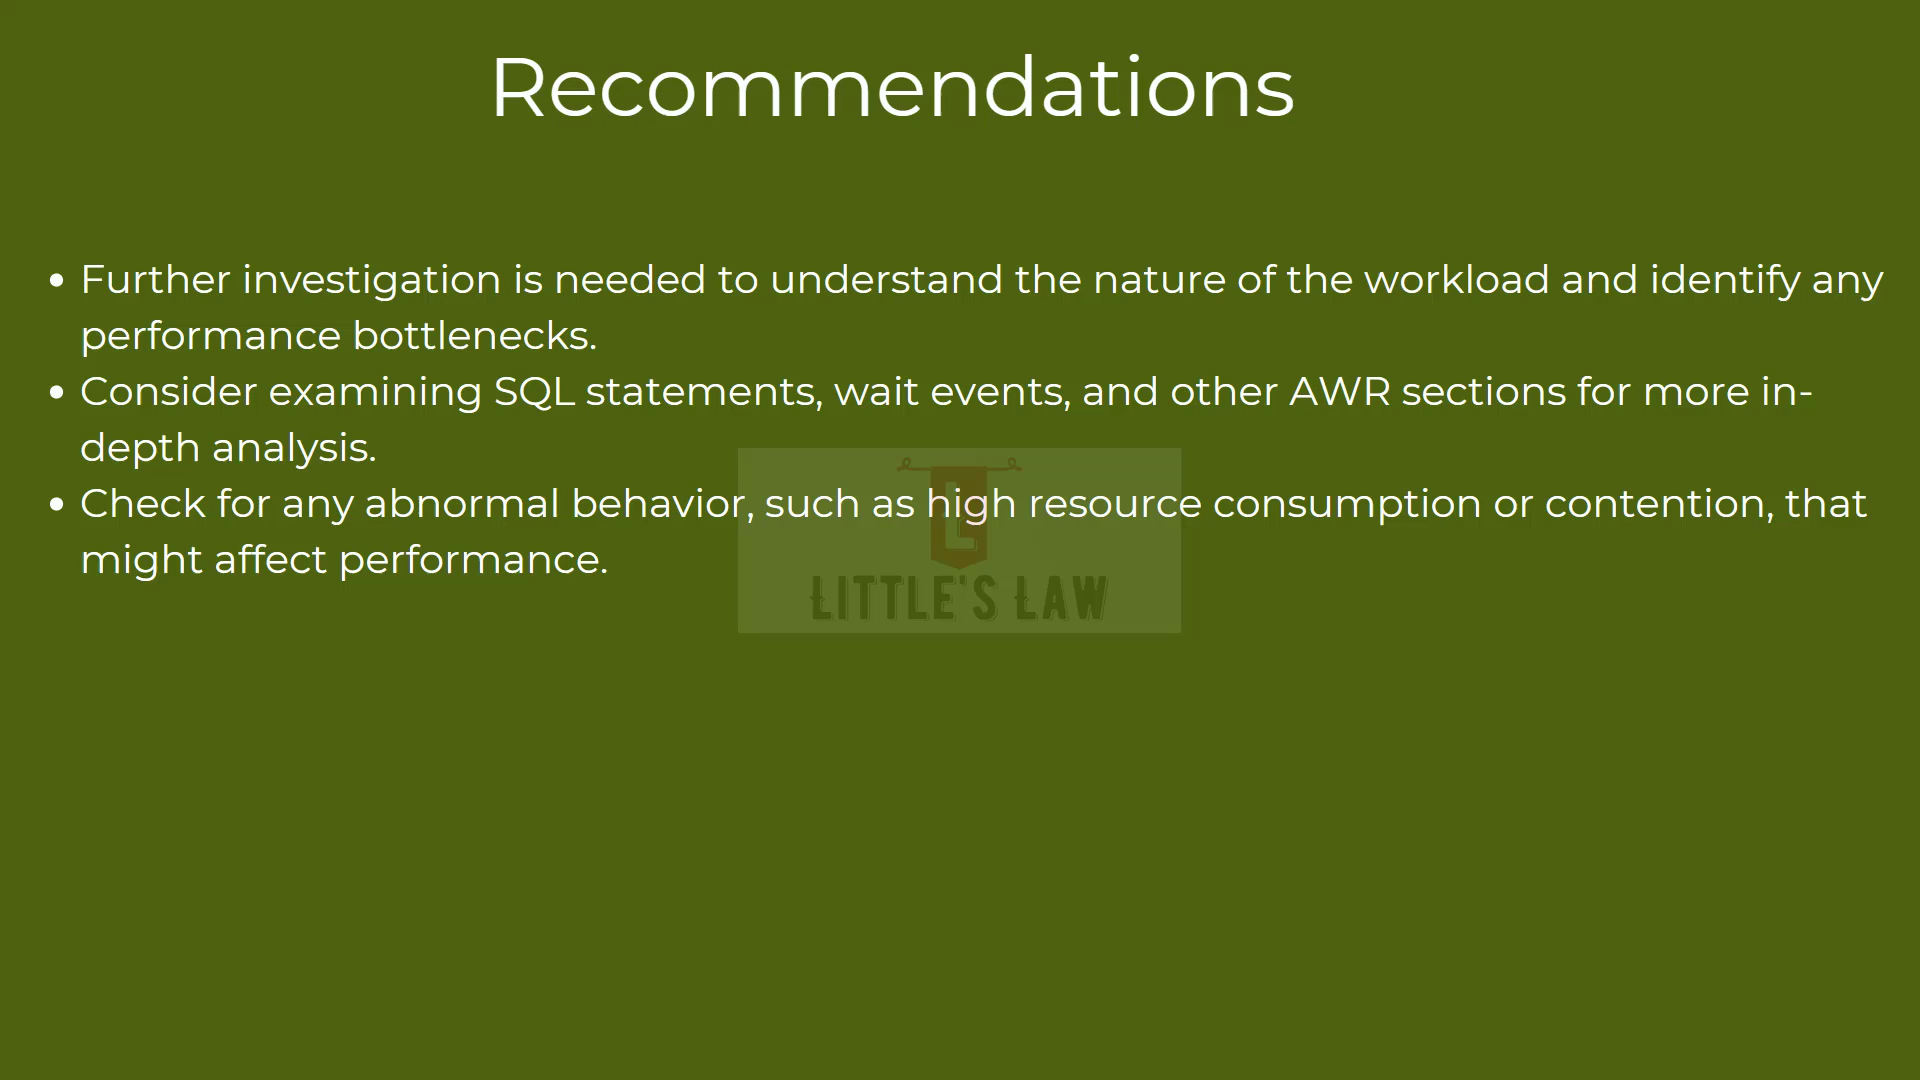 Recommendations
• Further investigation is needed to understand the nature of the workload and identify any
performance bottlenecks.
• Consider examining SQL statements, wait events, and other AWR sections for more in-
depth analysis.
• Check for any abnormal behavior, such as high resource consumption or contention, that
might affect performance.
L
LITTLE'S LAW